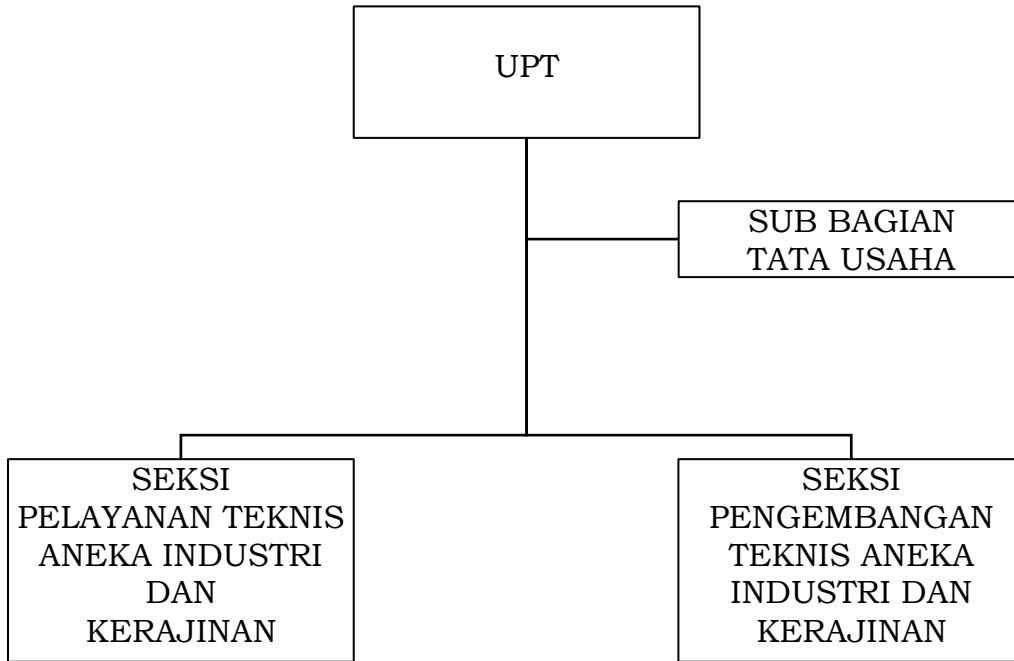 UPT
SUB BAGIAN
TATA USAHA
SEKSI
PELAYANAN TEKNIS
ANEKA INDUSTRI
DAN
KERAJINAN
SEKSI
PENGEMBANGAN
TEKNIS ANEKA
INDUSTRI DAN
KERAJINAN